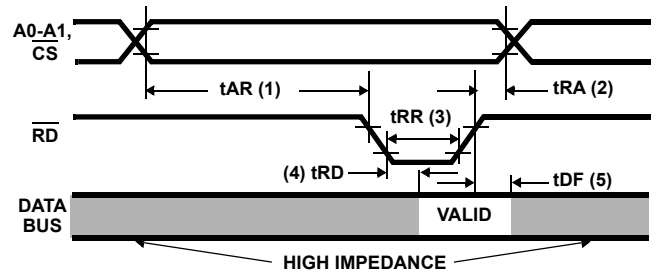 A0-A1,
CS
tAR (1)
tRA (2)
tRR (3)
RD
(4) tRD
tDF (5)
DATA
BUS
VALID
HIGH IMPEDANCE